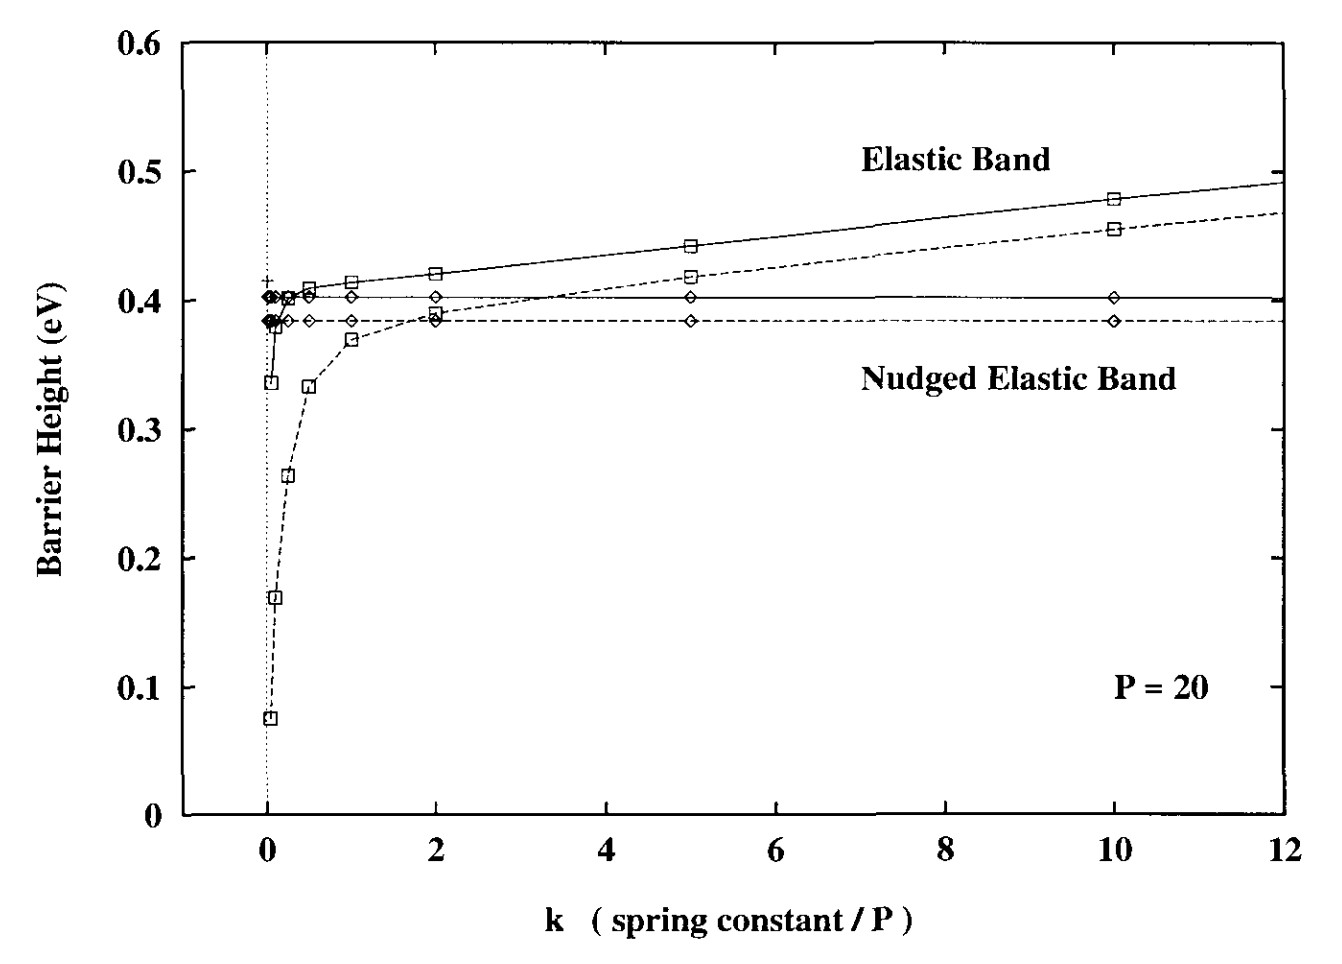 0.6
0.5
0.4
0.3
0.2
0.1
0
Barrier Height (eV)
Elastic Band
Nudged Elastic Band
P = 20
0 2 4 6 8 10 12
k ( spring constant / P )